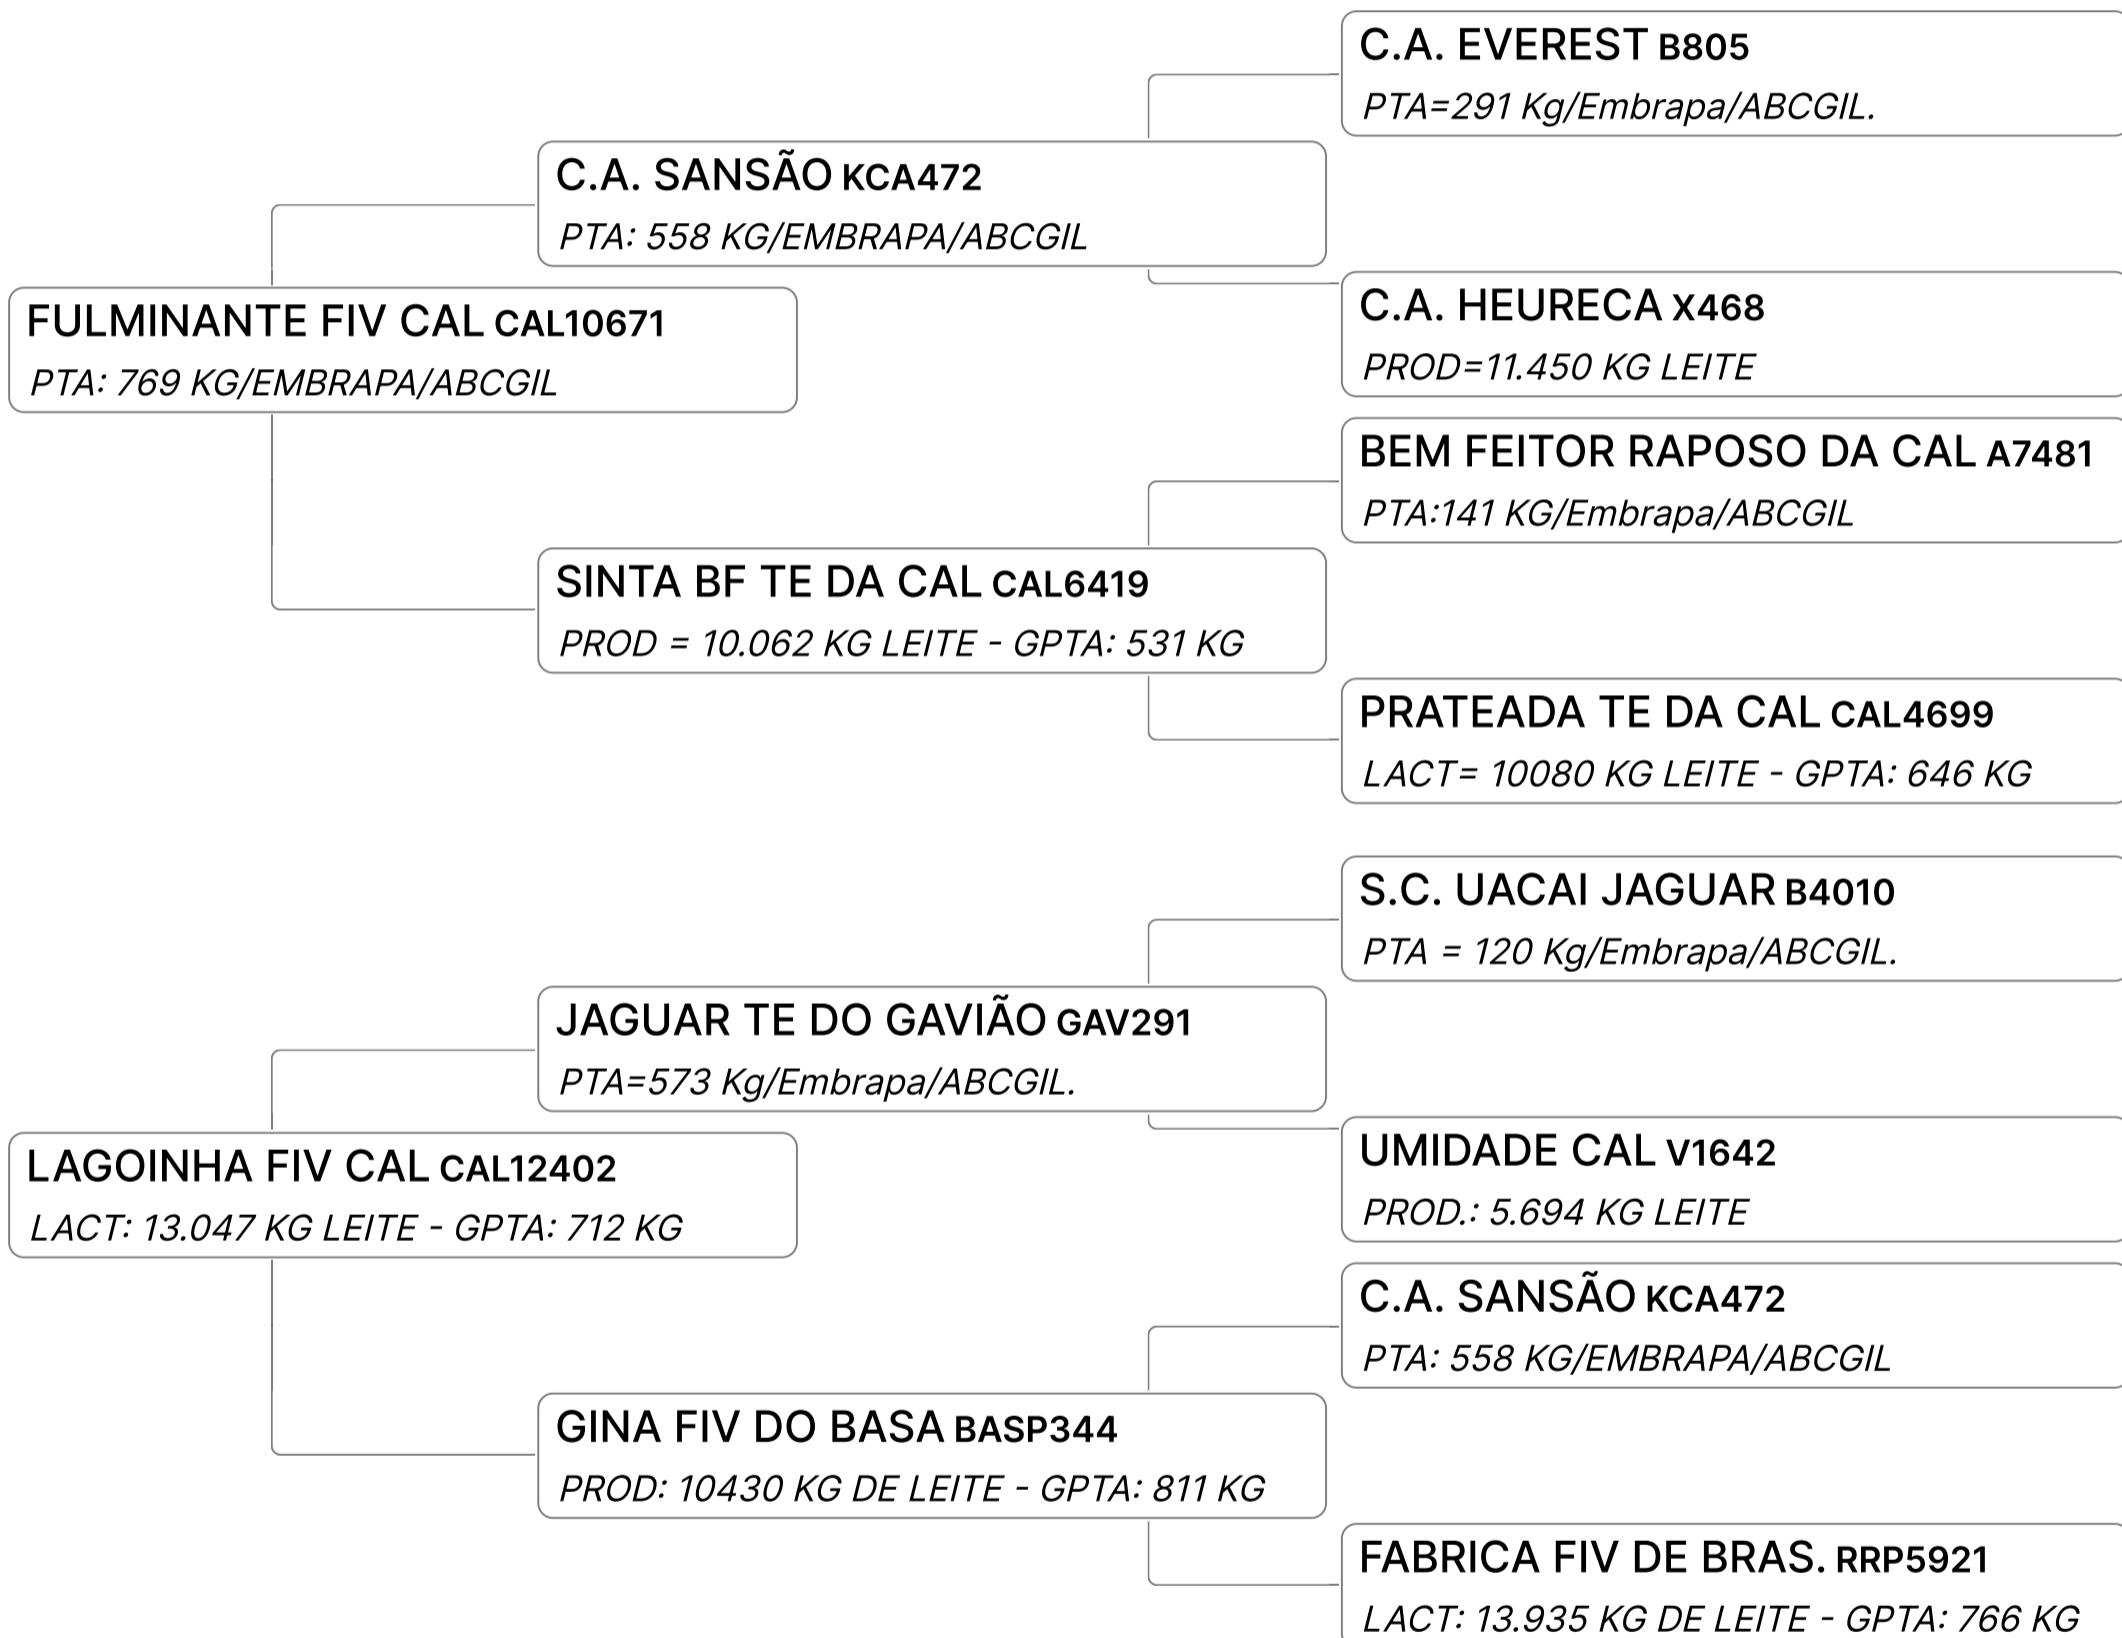 C.A. EVEREST B805
PTA=291 Kg/Embrapa/ABCGIL.
C.A. SANSÃO KCA472
PTA: 558 KG/EMBRAPA/ABCGIL
C.A. HEURECA X468
PROD=11.450 KG LEITE
FULMINANTE FIV CAL CAL10671
PTA: 769 KG/EMBRAPA/ABCGIL
BEM FEITOR RAPOSO DA CAL A7481
PTA:141 KG/Embrapa/ABCGIL
SINTA BF TE DA CAL CAL6419
PROD = 10.062 KG LEITE - GPTA: 531 KG
PRATEADA TE DA CAL CAL4699
LACT= 10080 KG LEITE - GPTA: 646 KG
S.C. UACAI JAGUAR B4010
PTA = 120 Kg/Embrapa/ABCGIL.
JAGUAR TE DO GAVIÃO GAV291
PTA=573 Kg/Embrapa/ABCGIL.
UMIDADE CAL V1642
PROD.: 5.694 KG LEITE
LAGOINHA FIV CAL CAL12402
LACT: 13.047 KG LEITE - GPTA: 712 KG
C.A. SANSÃO KCA472
PTA: 558 KG/EMBRAPA/ABCGIL
GINA FIV DO BASA BASP344
PROD: 10430 KG DE LEITE - GPTA: 811 KG
FABRICA FIV DE BRAS. RRP5921
LACT: 13.935 KG DE LEITE - GPTA: 766 KG